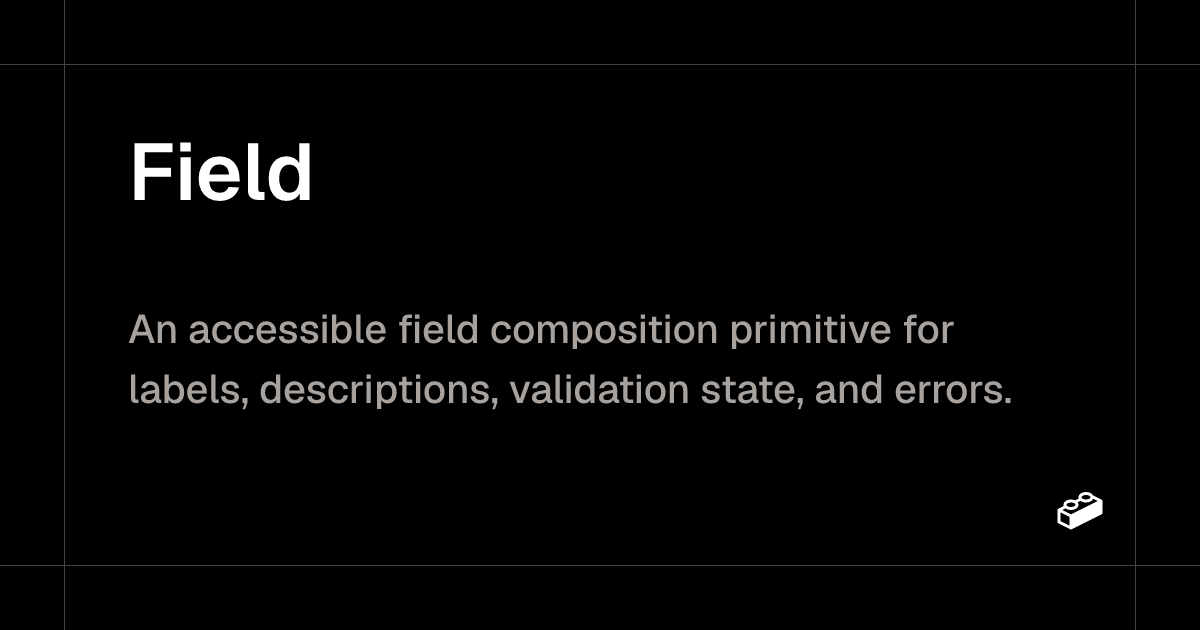 Field
An accessible field composition primitive for
labels, descriptions, validation state, and errors.